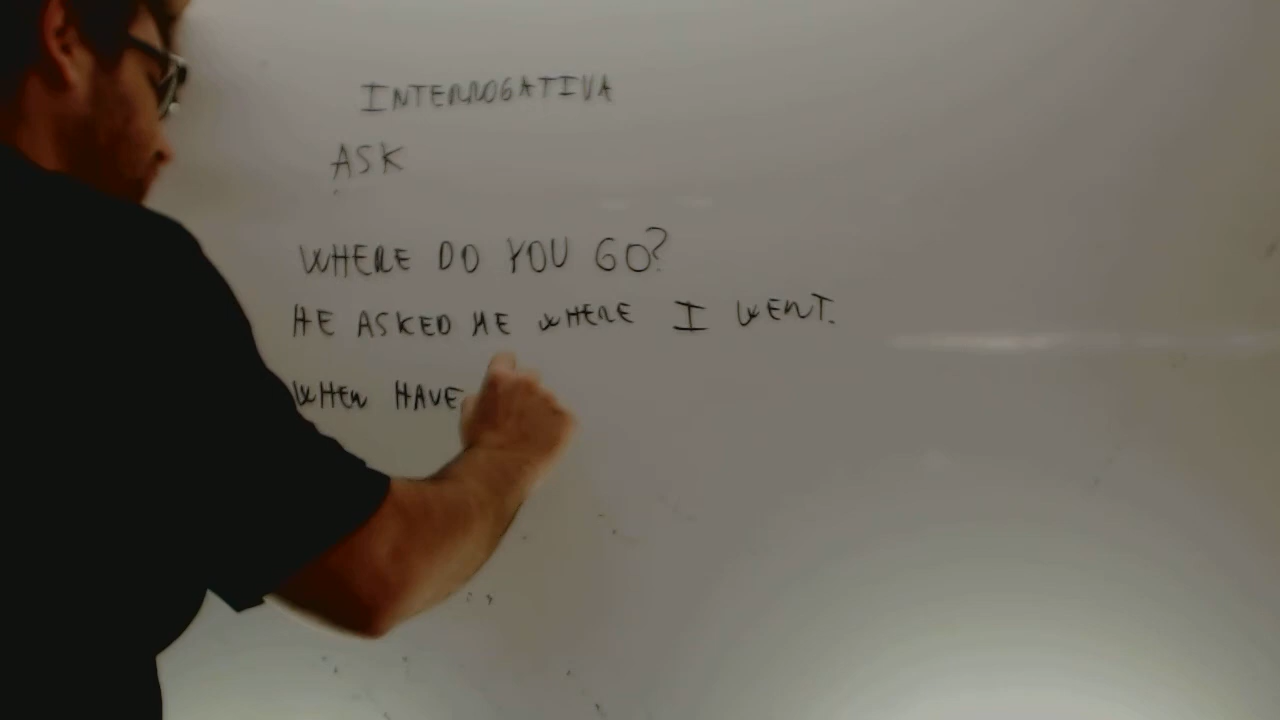 INTERROGATIVA
ASK
WHERE DO YOU GO?
HE ASKED ME WHERE I WENT.
WHEN HAVE